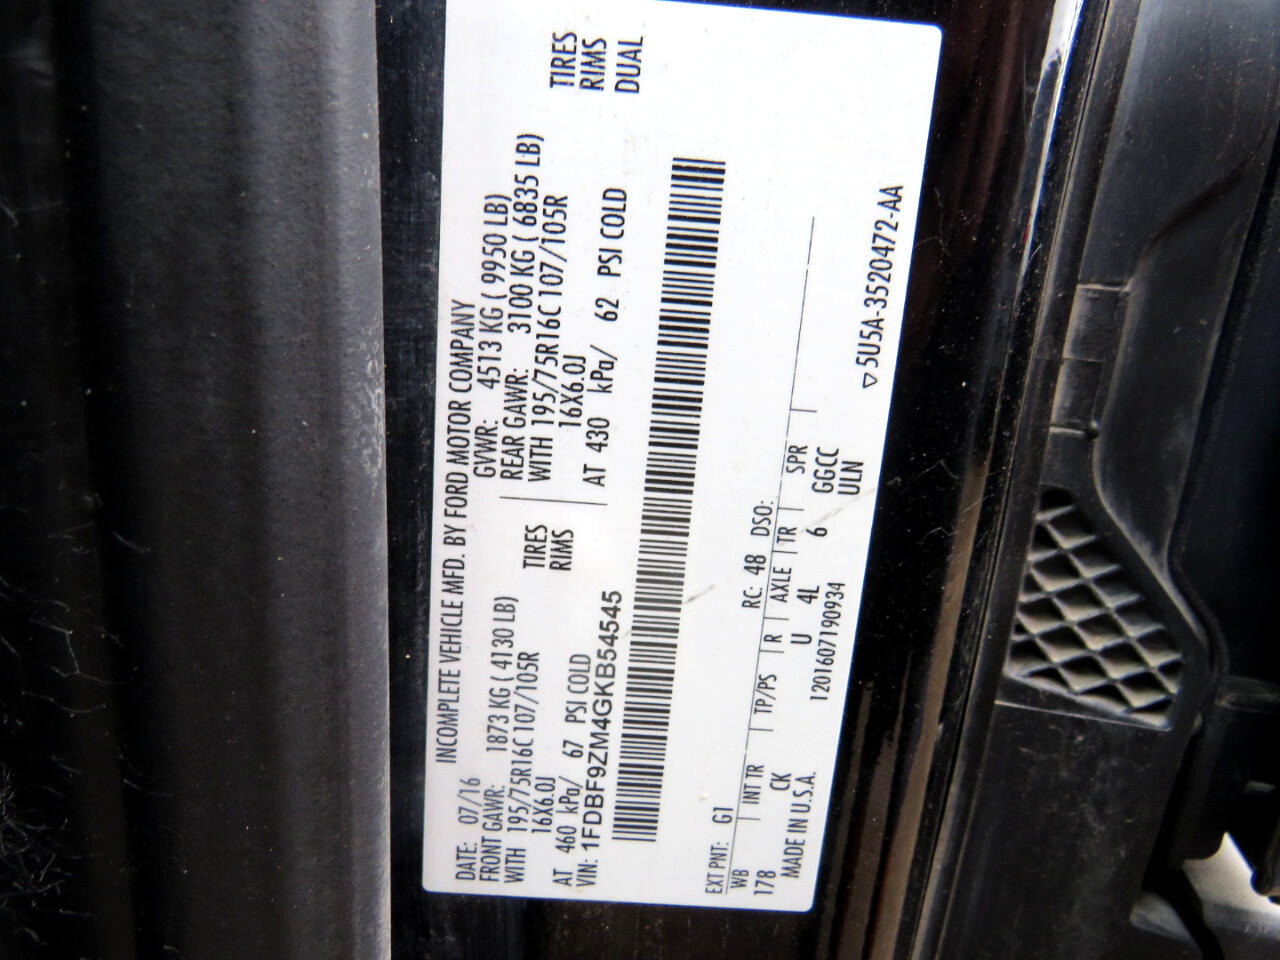 INCOMPLETE VEHICLE MFD. BY FORD MOTOR COMPANY
DATE: 07/16 GVWR: 4513 KG ( 9950 LB)
FRONT GAWR: 1873 KG ( 4130 LB) REAR GAWR: 3100 KG ( 6835 LB)
WITH 195/75R16C 107/105R TIRES WITH 195/75R16C 107/105R TIRES
16X6.0J RIMS 16X6.0J RIMS
AT 460 kPa/ 67 PSI COLD AT 430 kPa/ 62 PSI COLD DUAL
VIN: 1FDBF9ZM4GKB54545
EXT PNT: G1 RC: 48 DSO:
WB INT TR TP/PS R AXLE TR SPR
178 CK U 4L 6 GGCC
MADE IN U.S.A. 1201607190934 ULN
▽5U5A-3520472-AA